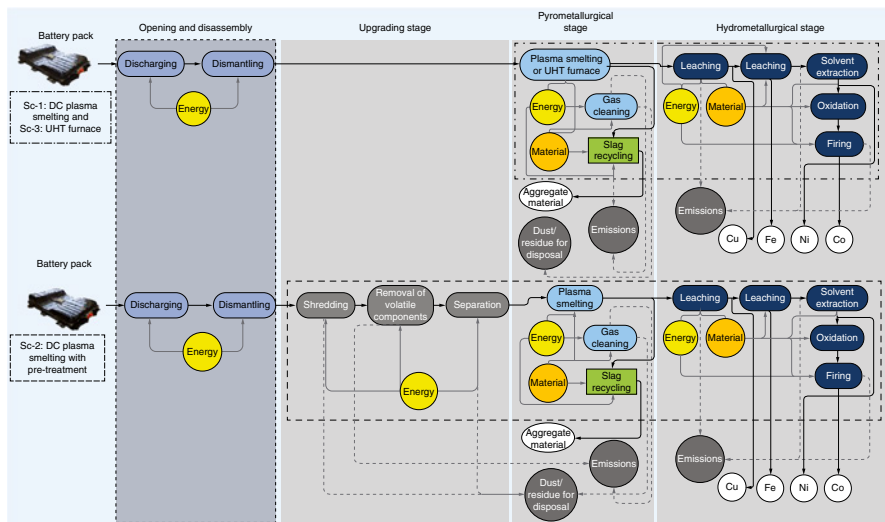 Opening and disassembly
Upgrading stage
Pyrometallurgical
stage
Hydrometallurgical stage
Battery pack
Discharging
Dismantling
Energy
Sc-1: DC plasma
smelting and
Sc-3: UHT furnace
Plasma smelting
or UHT furnace
Energy
Gas
cleaning
Material
Slag
recycling
Aggregate
material
Dust/
residue for
disposal
Emissions
Leaching
Leaching
Solvent
extraction
Energy
Material
Oxidation
Firing
Emissions
Cu
Fe
Ni
Co
Battery pack
Discharging
Dismantling
Energy
Sc-2: DC plasma
smelting with
pre-treatment
Shredding
Removal of
volatile
components
Separation
Energy
Plasma
smelting
Energy
Gas
cleaning
Material
Slag
recycling
Aggregate
material
Emissions
Dust/
residue for
disposal
Leaching
Leaching
Solvent
extraction
Energy
Material
Oxidation
Firing
Emissions
Cu
Fe
Ni
Co